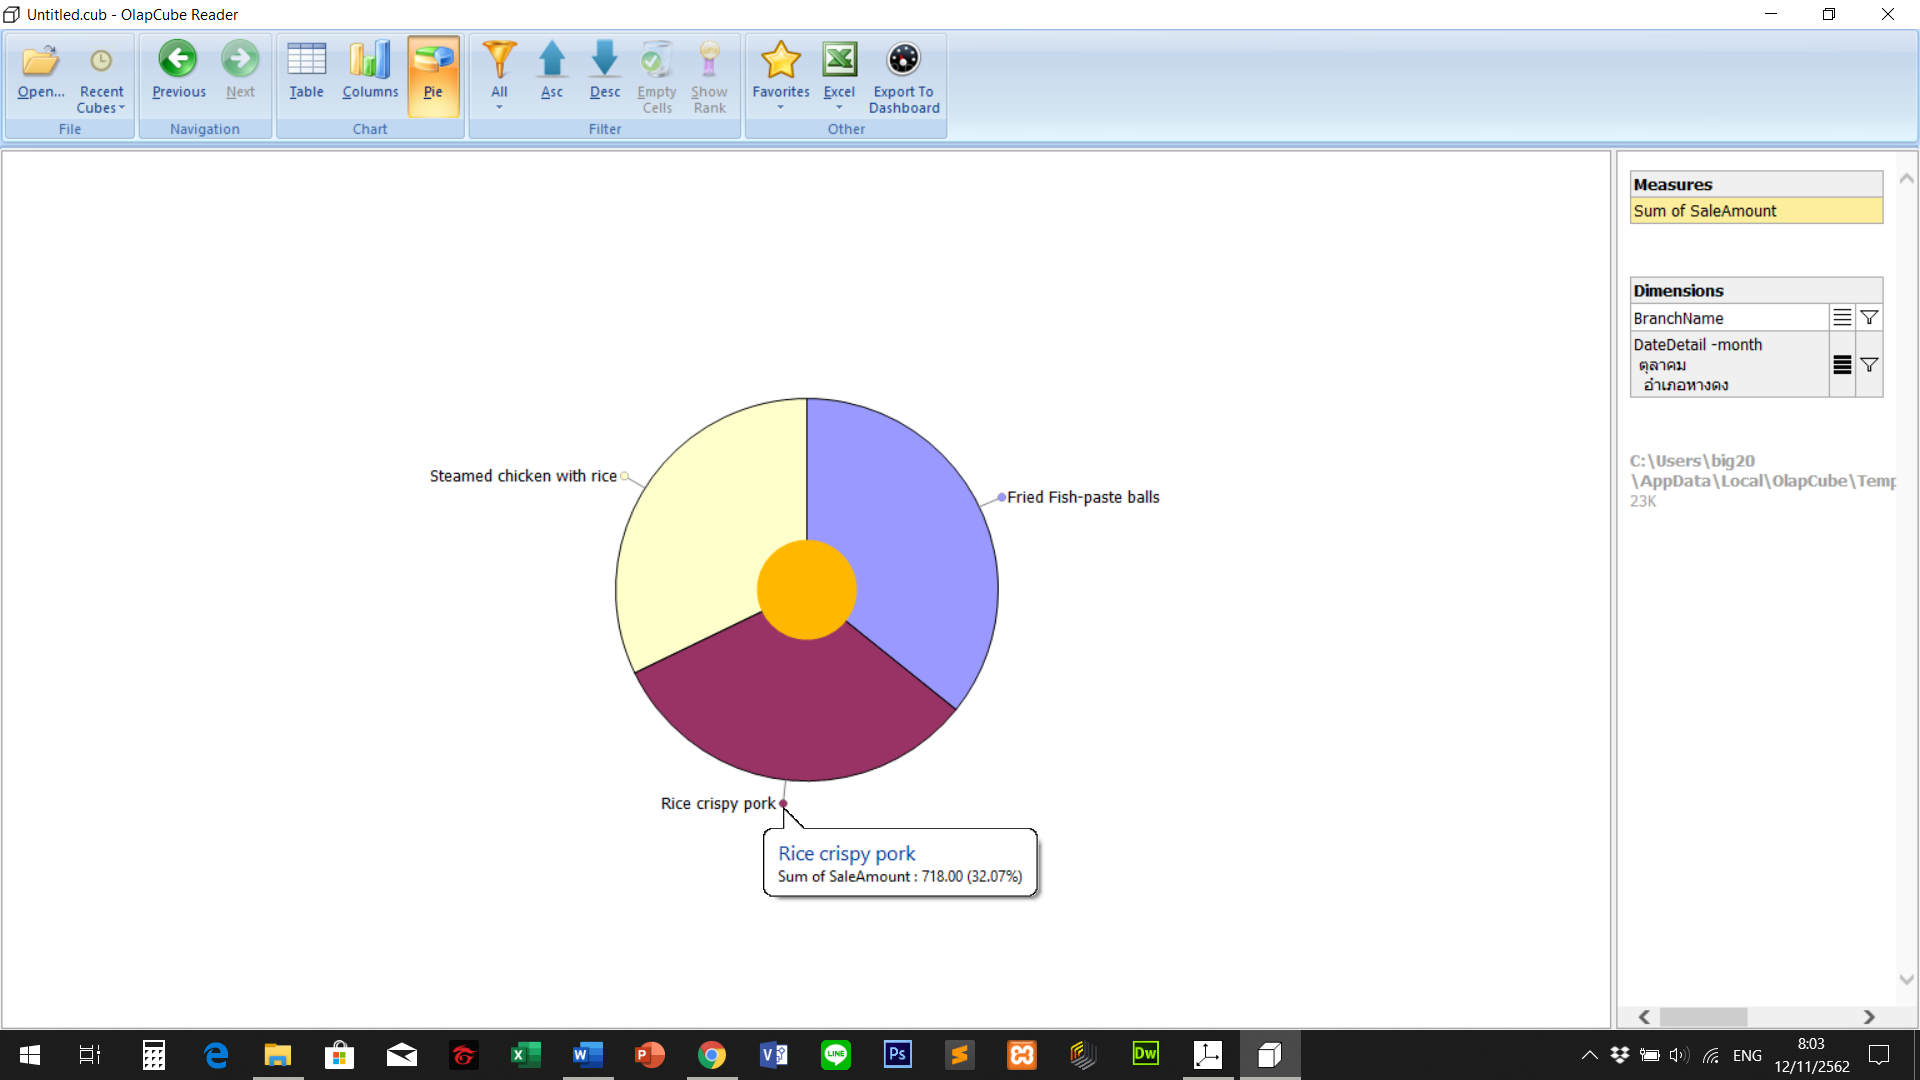 Untitled.cub - OlapCube Reader
Open...
Recent
Cubes
File
Previous
Next
Navigation
Table
Columns
Pie
Chart
All
Asc
Desc
Empty
Cells
Show
Rank
Filter
Favorites
Excel
Export To
Dashboard
Other
Steamed chicken with rice
Fried Fish-paste balls
Rice crispy pork
Rice crispy pork
Sum of SaleAmount : 718.00 (32.07%)
Measures
Sum of SaleAmount
Dimensions
BranchName
DateDetail -month
ตุลาคม
อำเภอหางดง
C:\Users\big20
\AppData\Local\OlapCube\Temp
23K
LINE
Ps
Dw
ENG
8:03
12/11/2562